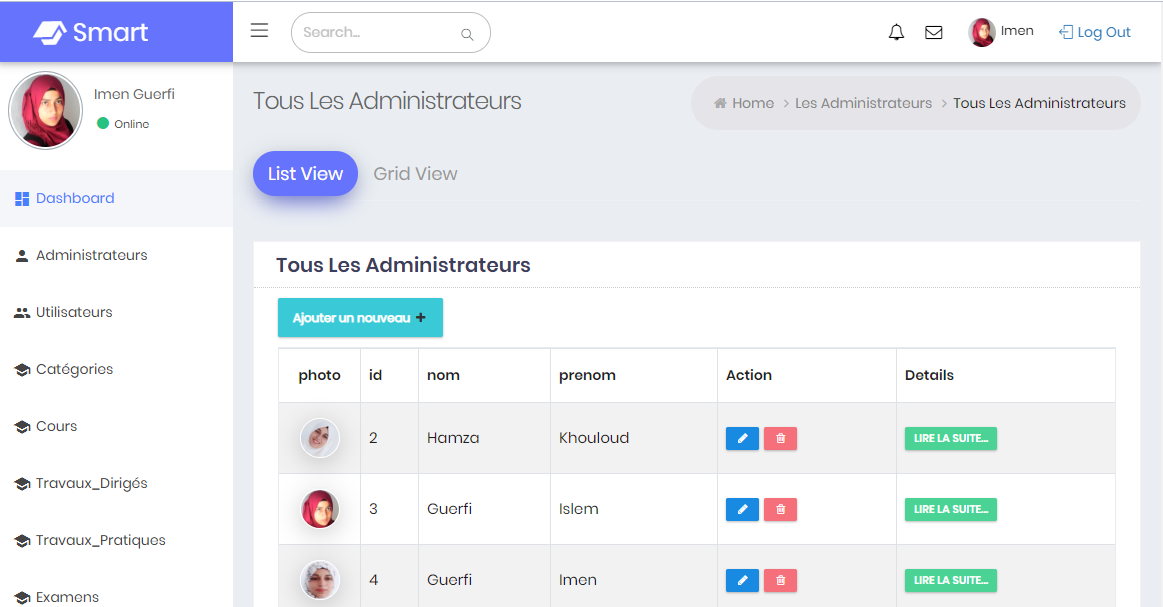 Smart
Search...
Imen
Log Out
Imen Guerfi
Online
Tous Les Administrateurs
Home > Les Administrateurs > Tous Les Administrateurs
List View
Grid View
Dashboard
Administrateurs
Utilisateurs
Catégories
Cours
Travaux_Dirigés
Travaux_Pratiques
Examens
Tous Les Administrateurs
Ajouter un nouveau +
photo id nom prenom Action Details
2 Hamza Khouloud LIRE LA SUITE...
3 Guerfi Islem LIRE LA SUITE...
4 Guerfi Imen LIRE LA SUITE...